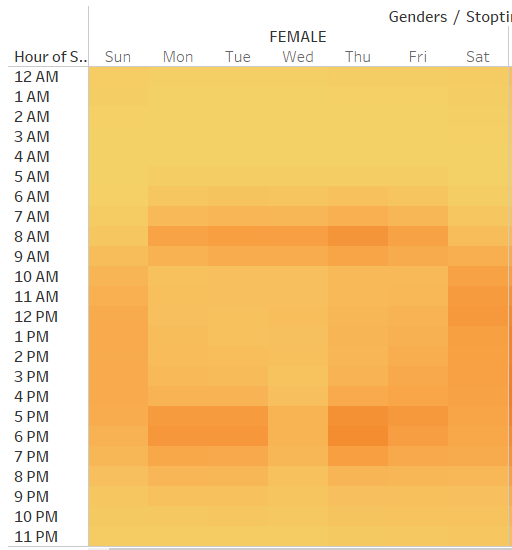 Genders / Stoptin
FEMALE
Hour of S.. Sun Mon Tue Wed Thu Fri Sat
12 AM
1 AM
2 AM
3 AM
4 AM
5 AM
6 AM
7 AM
8 AM
9 AM
10 AM
11 AM
12 PM
1 PM
2 PM
3 PM
4 PM
5 PM
6 PM
7 PM
8 PM
9 PM
10 PM
11 PM